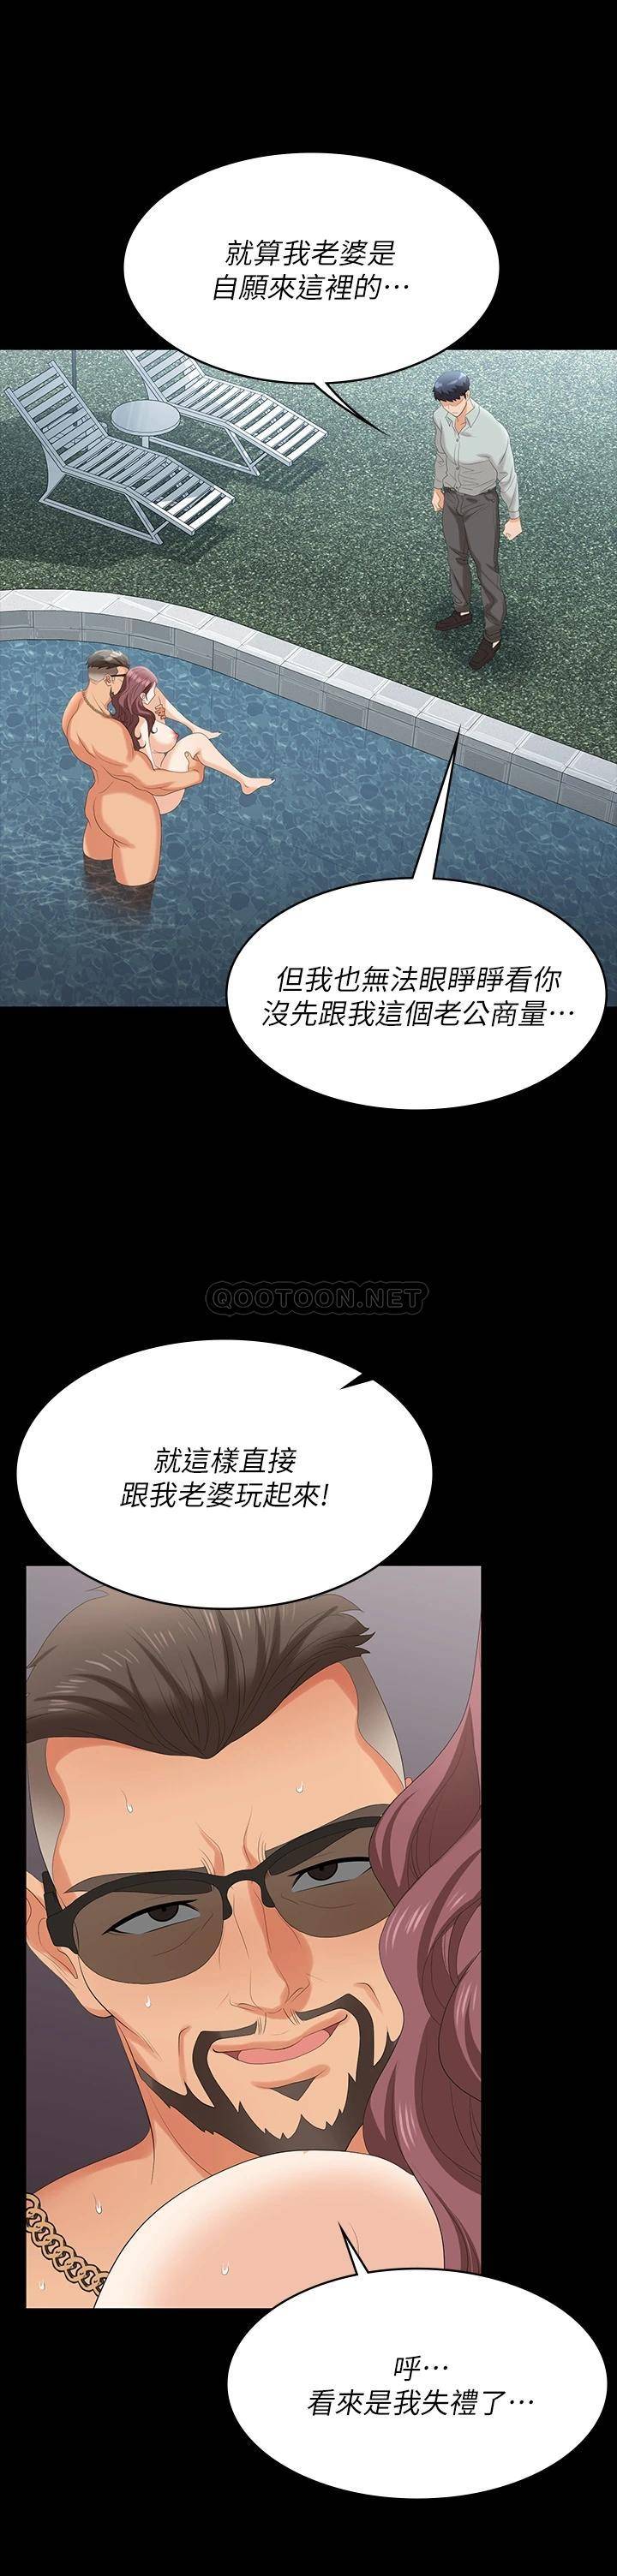 就算我老婆是
自願來這裡的…
但我也無法眼睜睜看你
沒先跟我這個老公商量…
QOOTOON.NET
就這樣直接
跟我老婆玩起來!
呼…
看來是我失禮了…